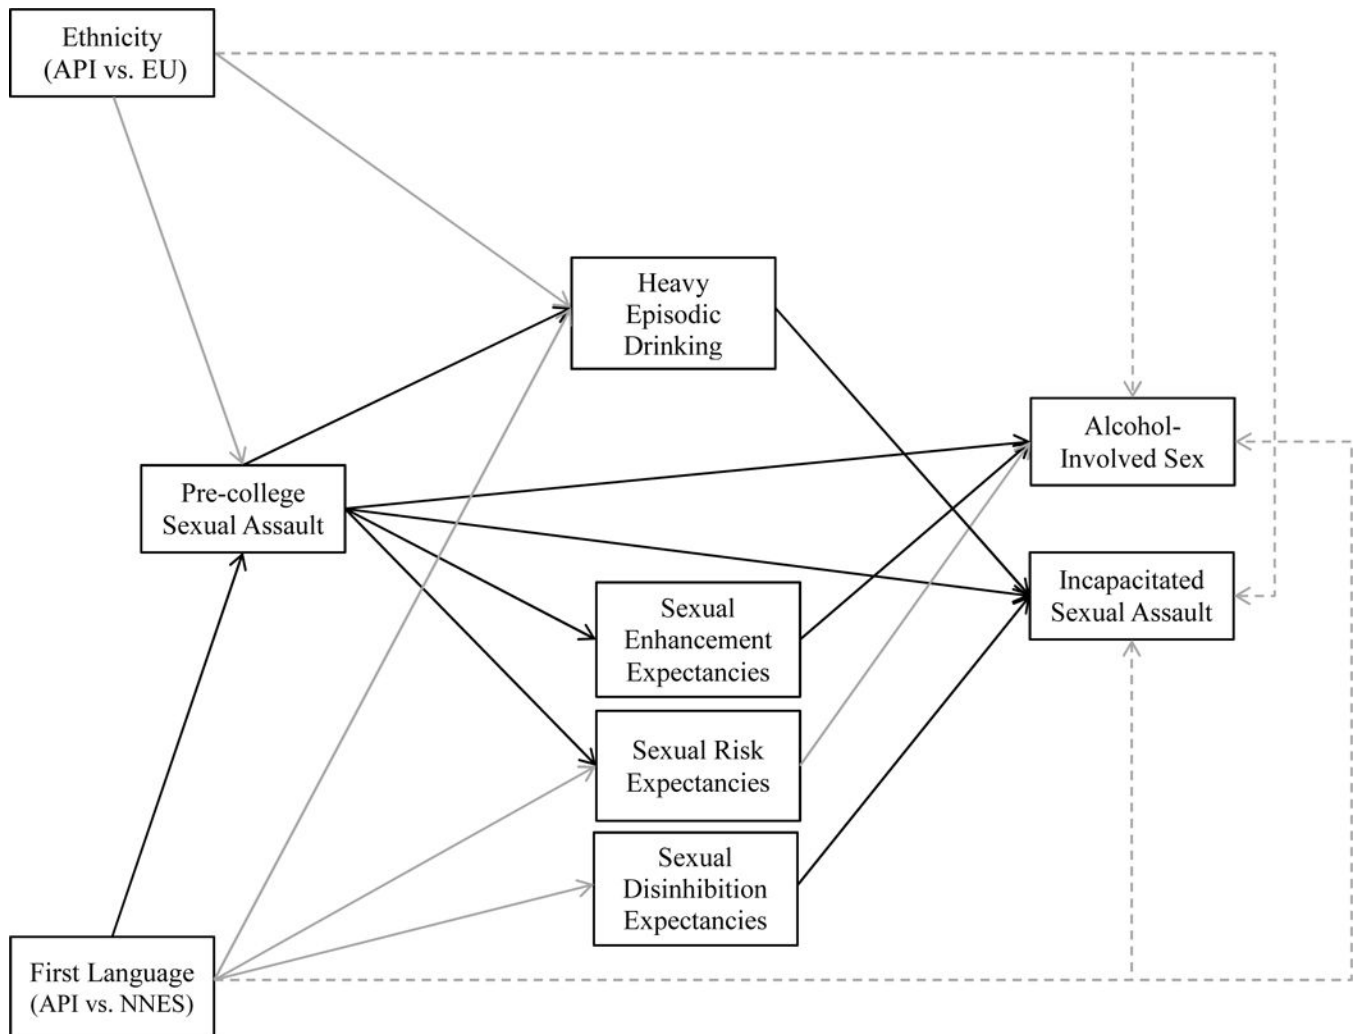 Ethnicity
(API vs. EU)
Heavy
Episodic
Drinking
Alcohol-
Involved Sex
Pre-college
Sexual Assault
Incapacitated
Sexual Assault
Sexual
Enhancement
Expectancies
Sexual Risk
Expectancies
Sexual
Disinhibition
Expectancies
First Language
(API vs. NNES)